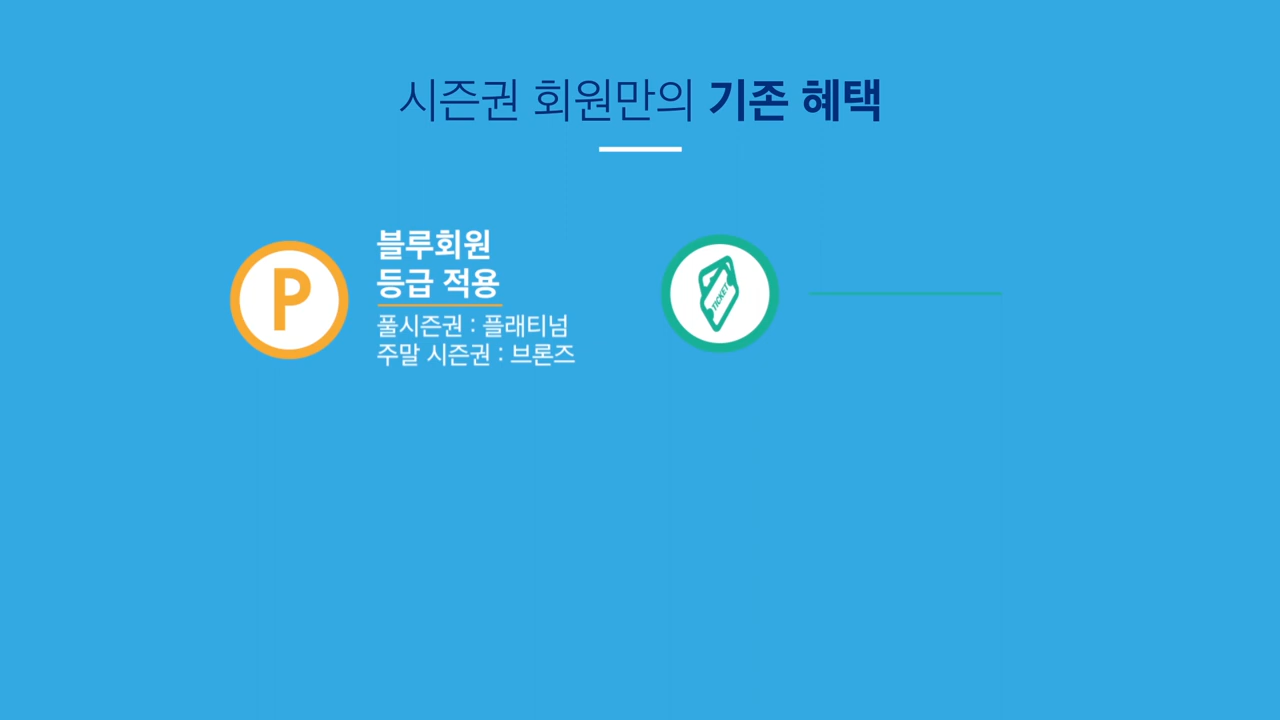 시즌권 회원만의 기존 혜택
P
블루회원
등급 적용
풀시즌권 : 플래티넘
주말 시즌권 : 브론즈
TICKET